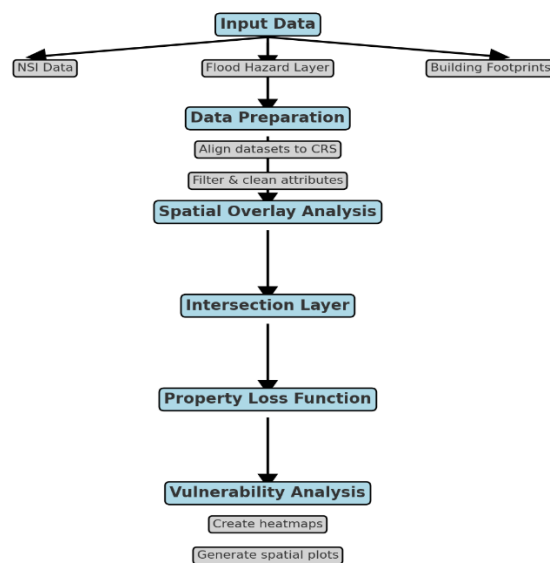 Input Data
NSI Data
Flood Hazard Layer
Building Footprints
Data Preparation
Align datasets to CRS
Filter & clean attributes
Spatial Overlay Analysis
Intersection Layer
Property Loss Function
Vulnerability Analysis
Create heatmaps
Generate spatial plots